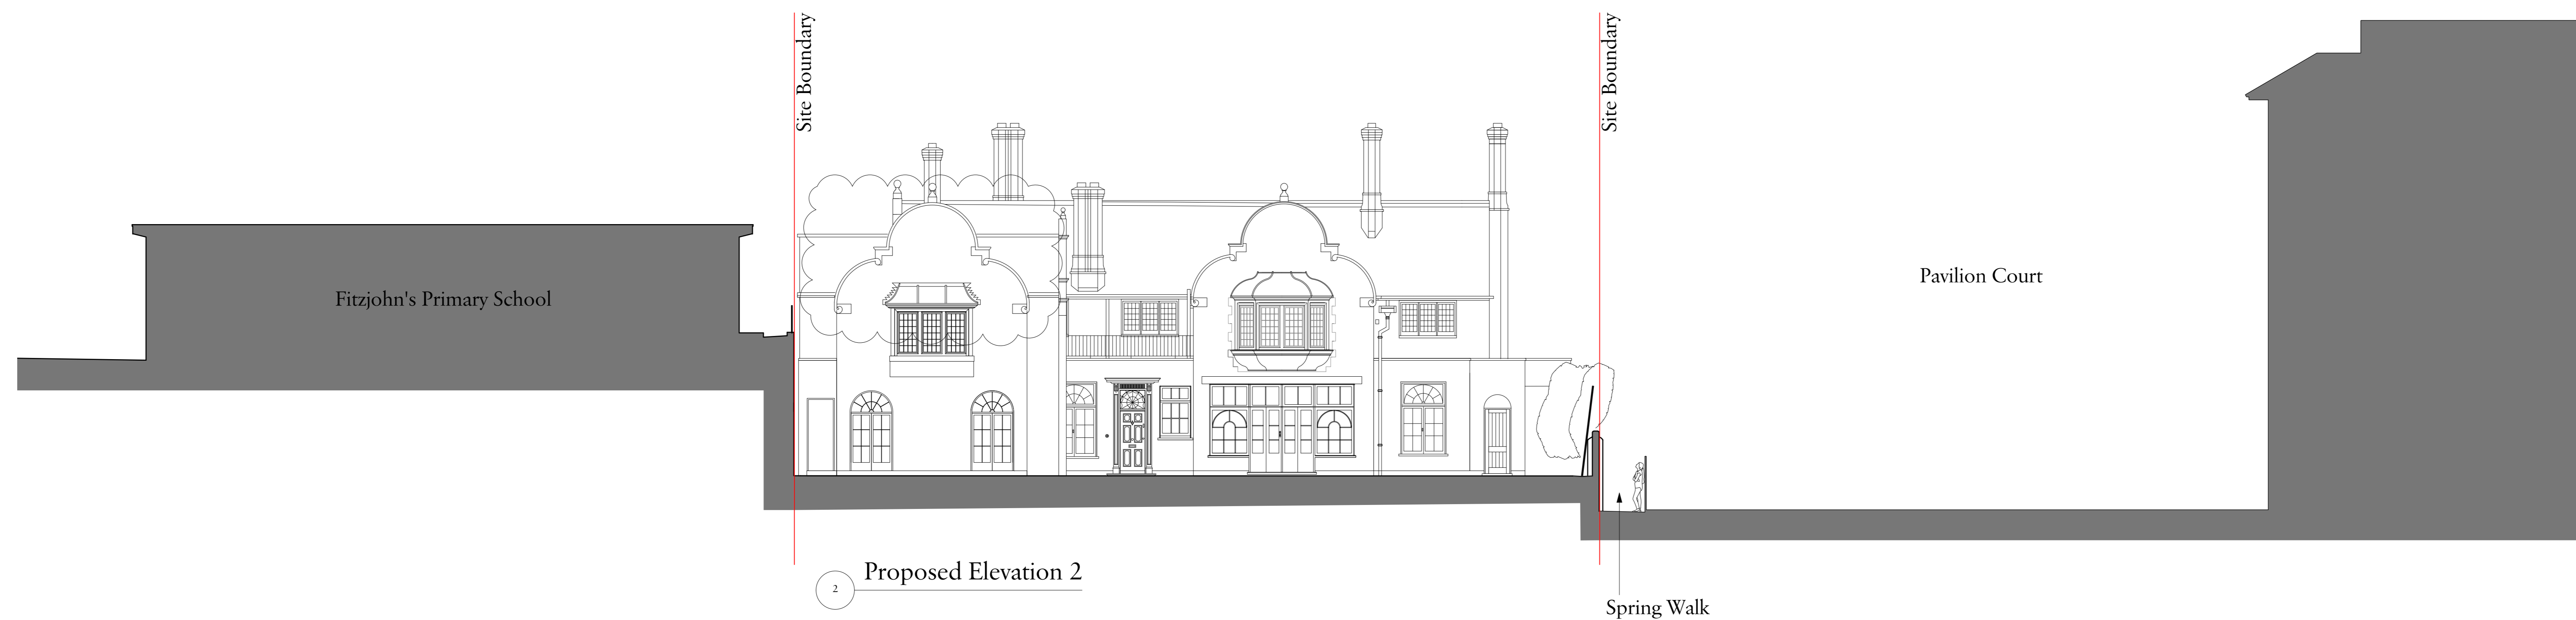 Site Boundary
Site Boundary
Fitzjohn's Primary School
Pavilion Court
2
Proposed Elevation 2
Spring Walk